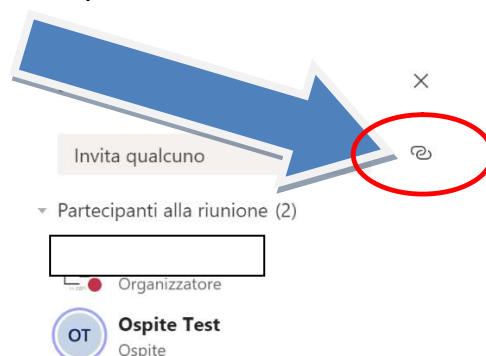 Invita qualcuno
Partecipanti alla riunione (2)
Organizzatore
OT
Ospite Test
Ospite